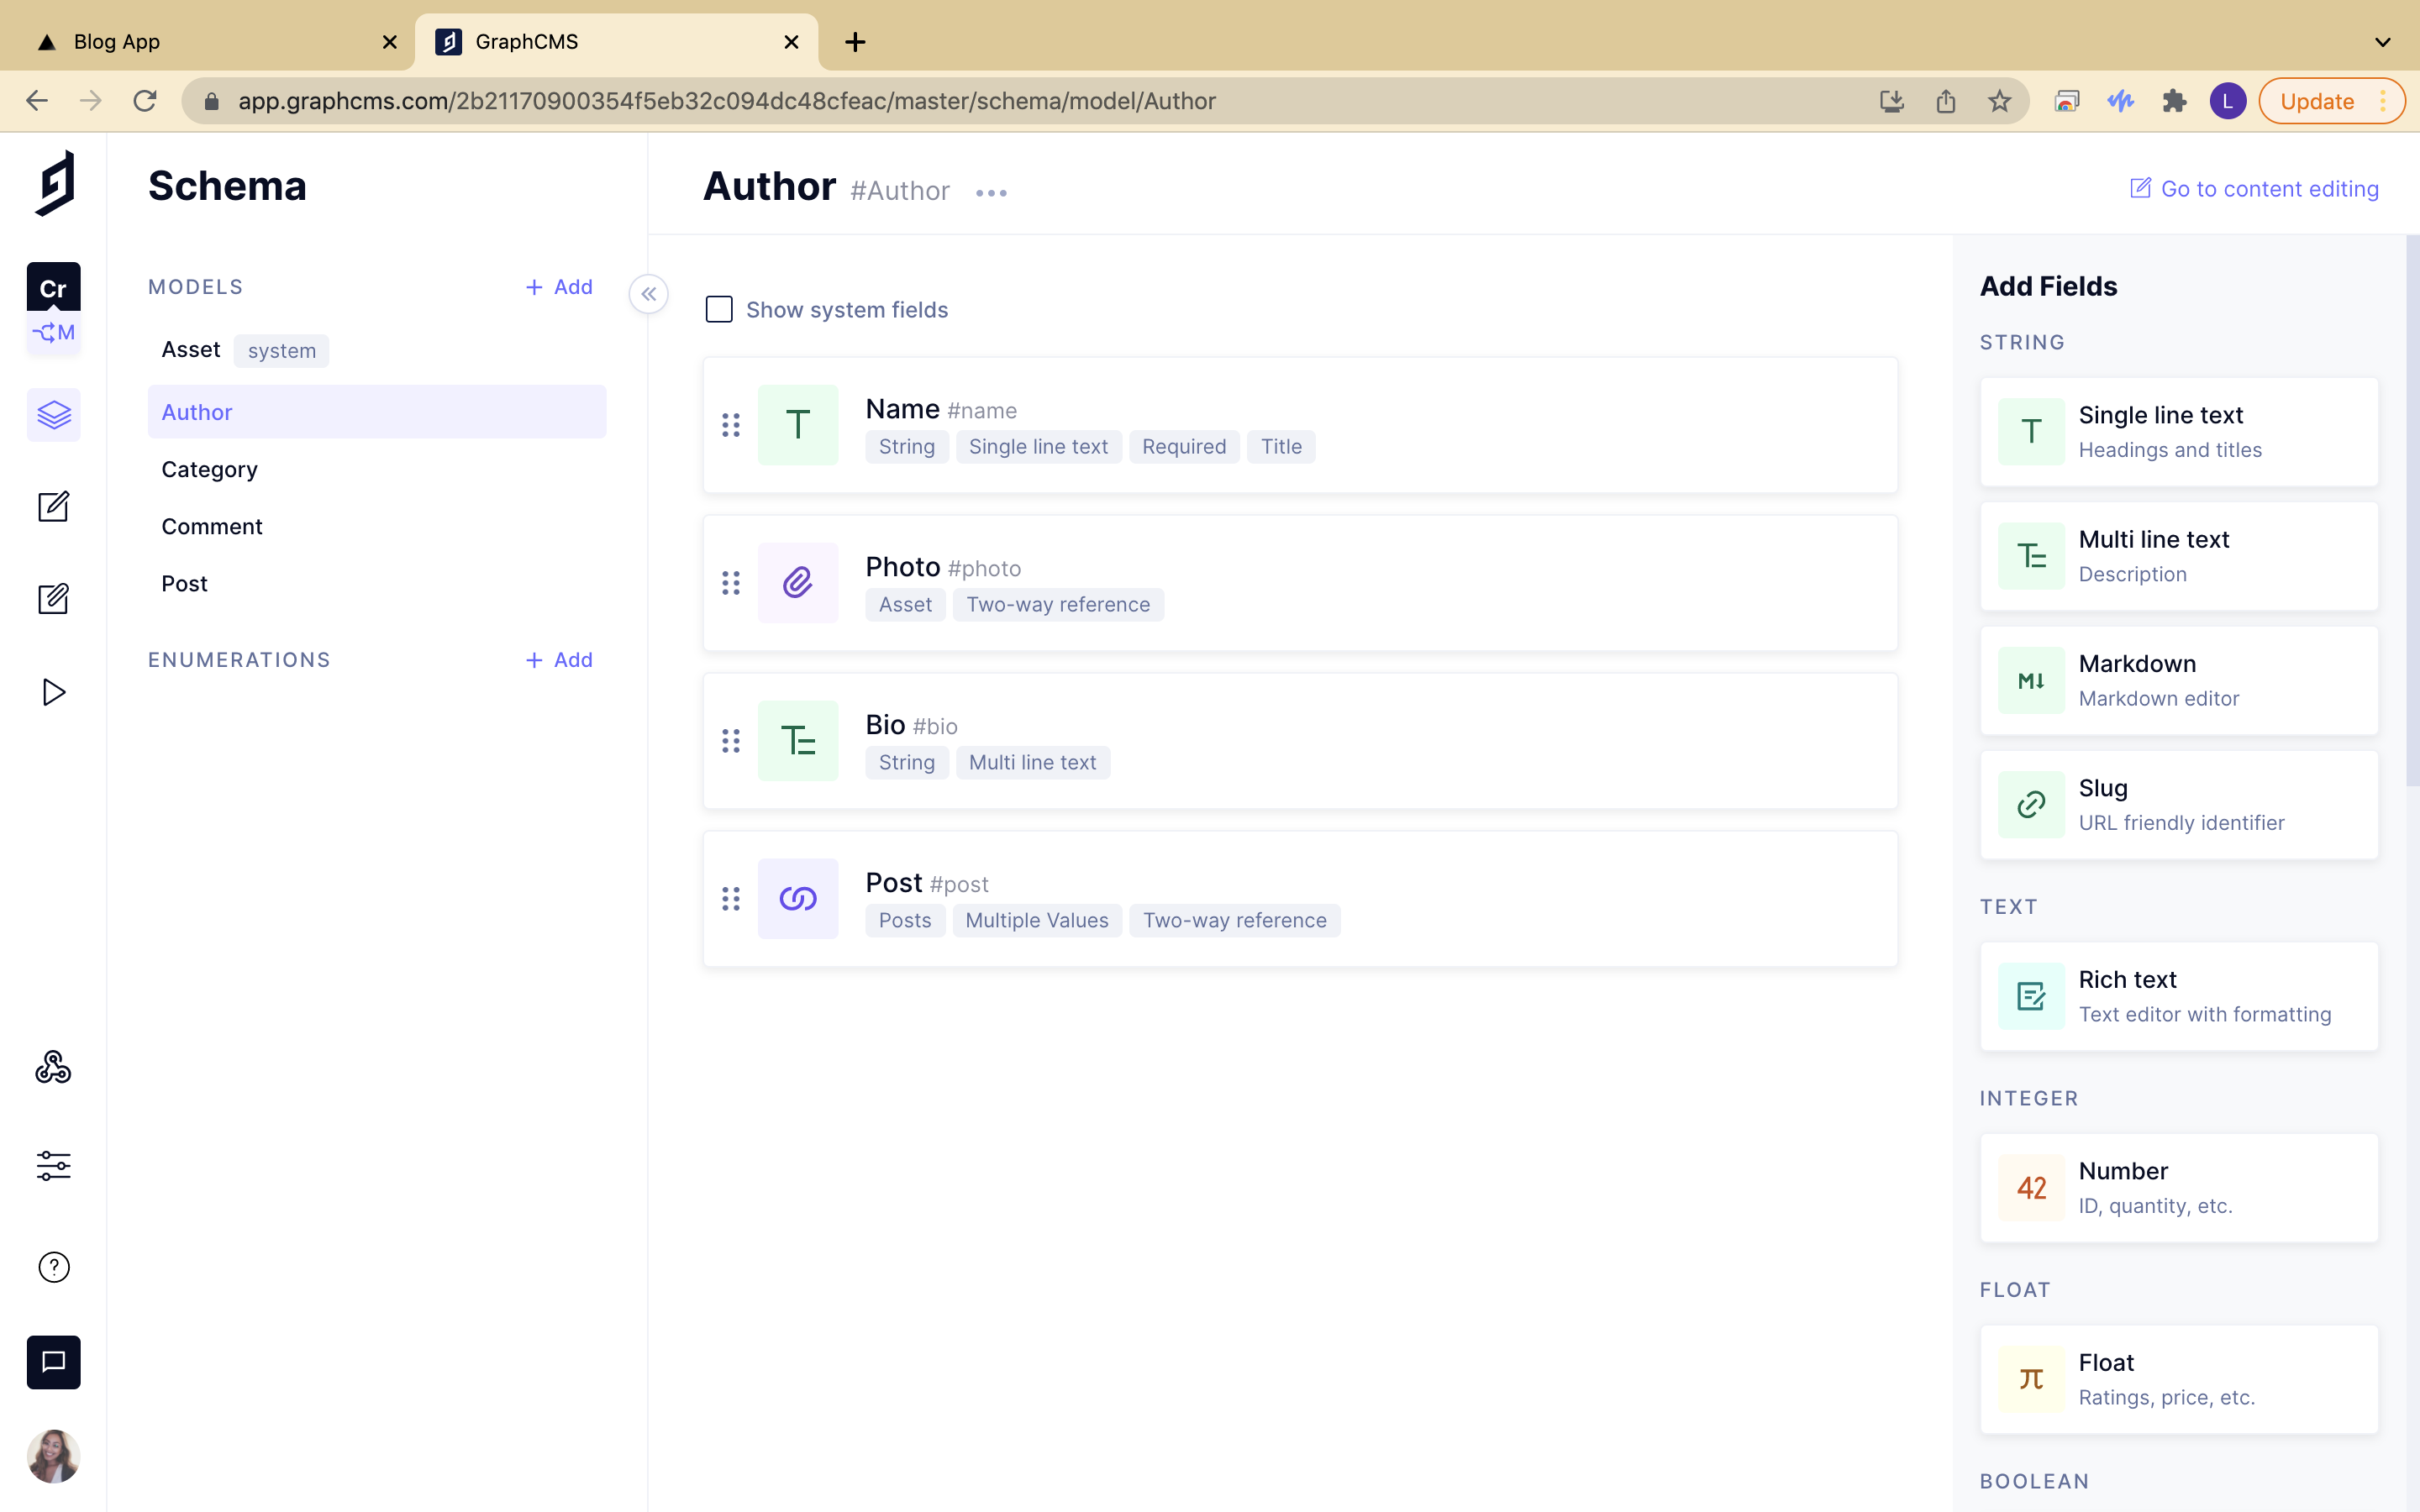 Blog App
GraphCMS
app.graphcms.com/2b21170900354f5eb32c094dc48cfeac/master/schema/model/Author
L
Update
Cr
M
Schema
MODELS
Add
Asset system
Author
Category
Comment
Post
ENUMERATIONS
Add
Author #Author
Go to content editing
Show system fields
T
Name #name
String Single line text Required Title
Photo #photo
Asset Two-way reference
Bio #bio
String Multi line text
Post #post
Posts Multiple Values Two-way reference
Add Fields
STRING
T
Single line text
Headings and titles
Multi line text
Description
M↓
Markdown
Markdown editor
Slug
URL friendly identifier
TEXT
Rich text
Text editor with formatting
INTEGER
42
Number
ID, quantity, etc.
FLOAT
π
Float
Ratings, price, etc.
BOOLEAN